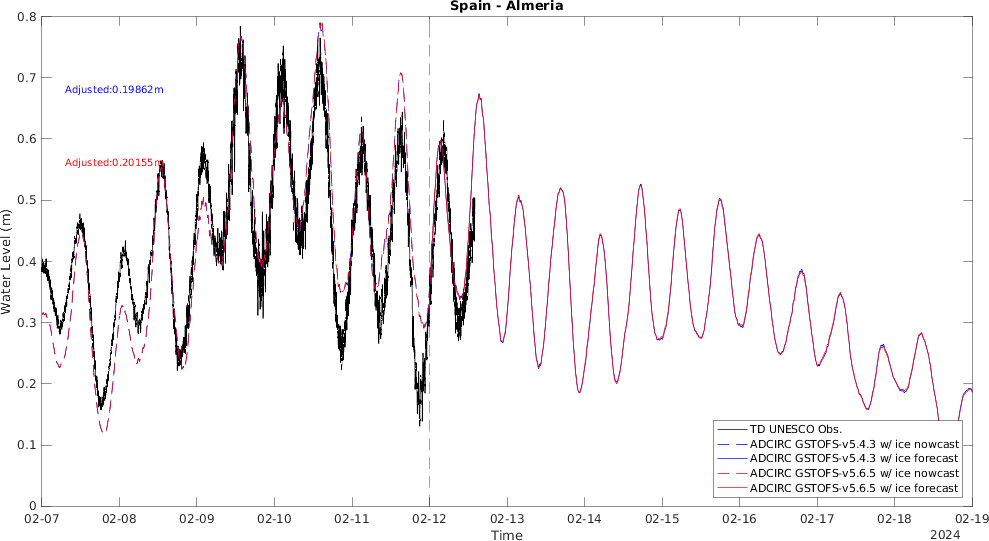 Spain - Almeria
0.8
0.7
0.6
0.5
0.4
0.3
0.2
0.1
0
Water Level (m)
Adjusted:0.19862m
Adjusted:0.20155m
TD UNESCO Obs.
ADCIRC GSTOFS-v5.4.3 w/ ice nowcast
ADCIRC GSTOFS-v5.4.3 w/ ice forecast
ADCIRC GSTOFS-v5.6.5 w/ ice nowcast
ADCIRC GSTOFS-v5.6.5 w/ ice forecast
02-07 02-08 02-09 02-10 02-11 02-12 02-13 02-14 02-15 02-16 02-17 02-18 02-19
Time
2024